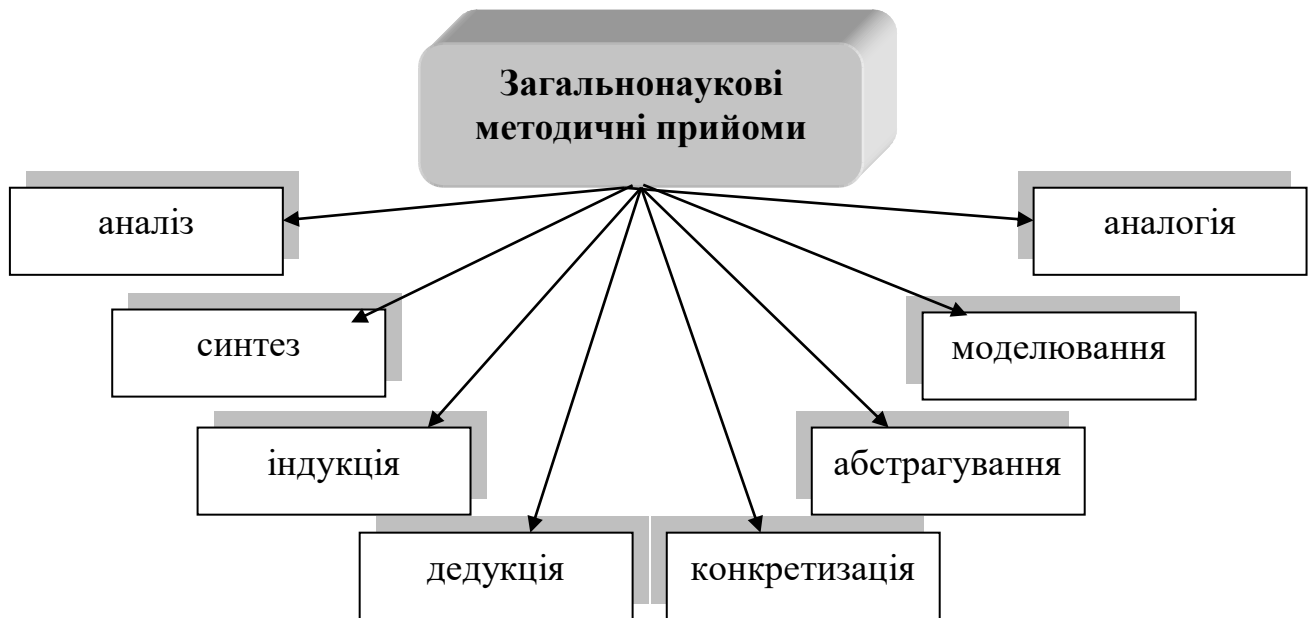 Загальнонаукові
методичні прийоми
аналіз
аналогія
синтез
моделювання
індукція
абстрагування
дедукція
конкретизація